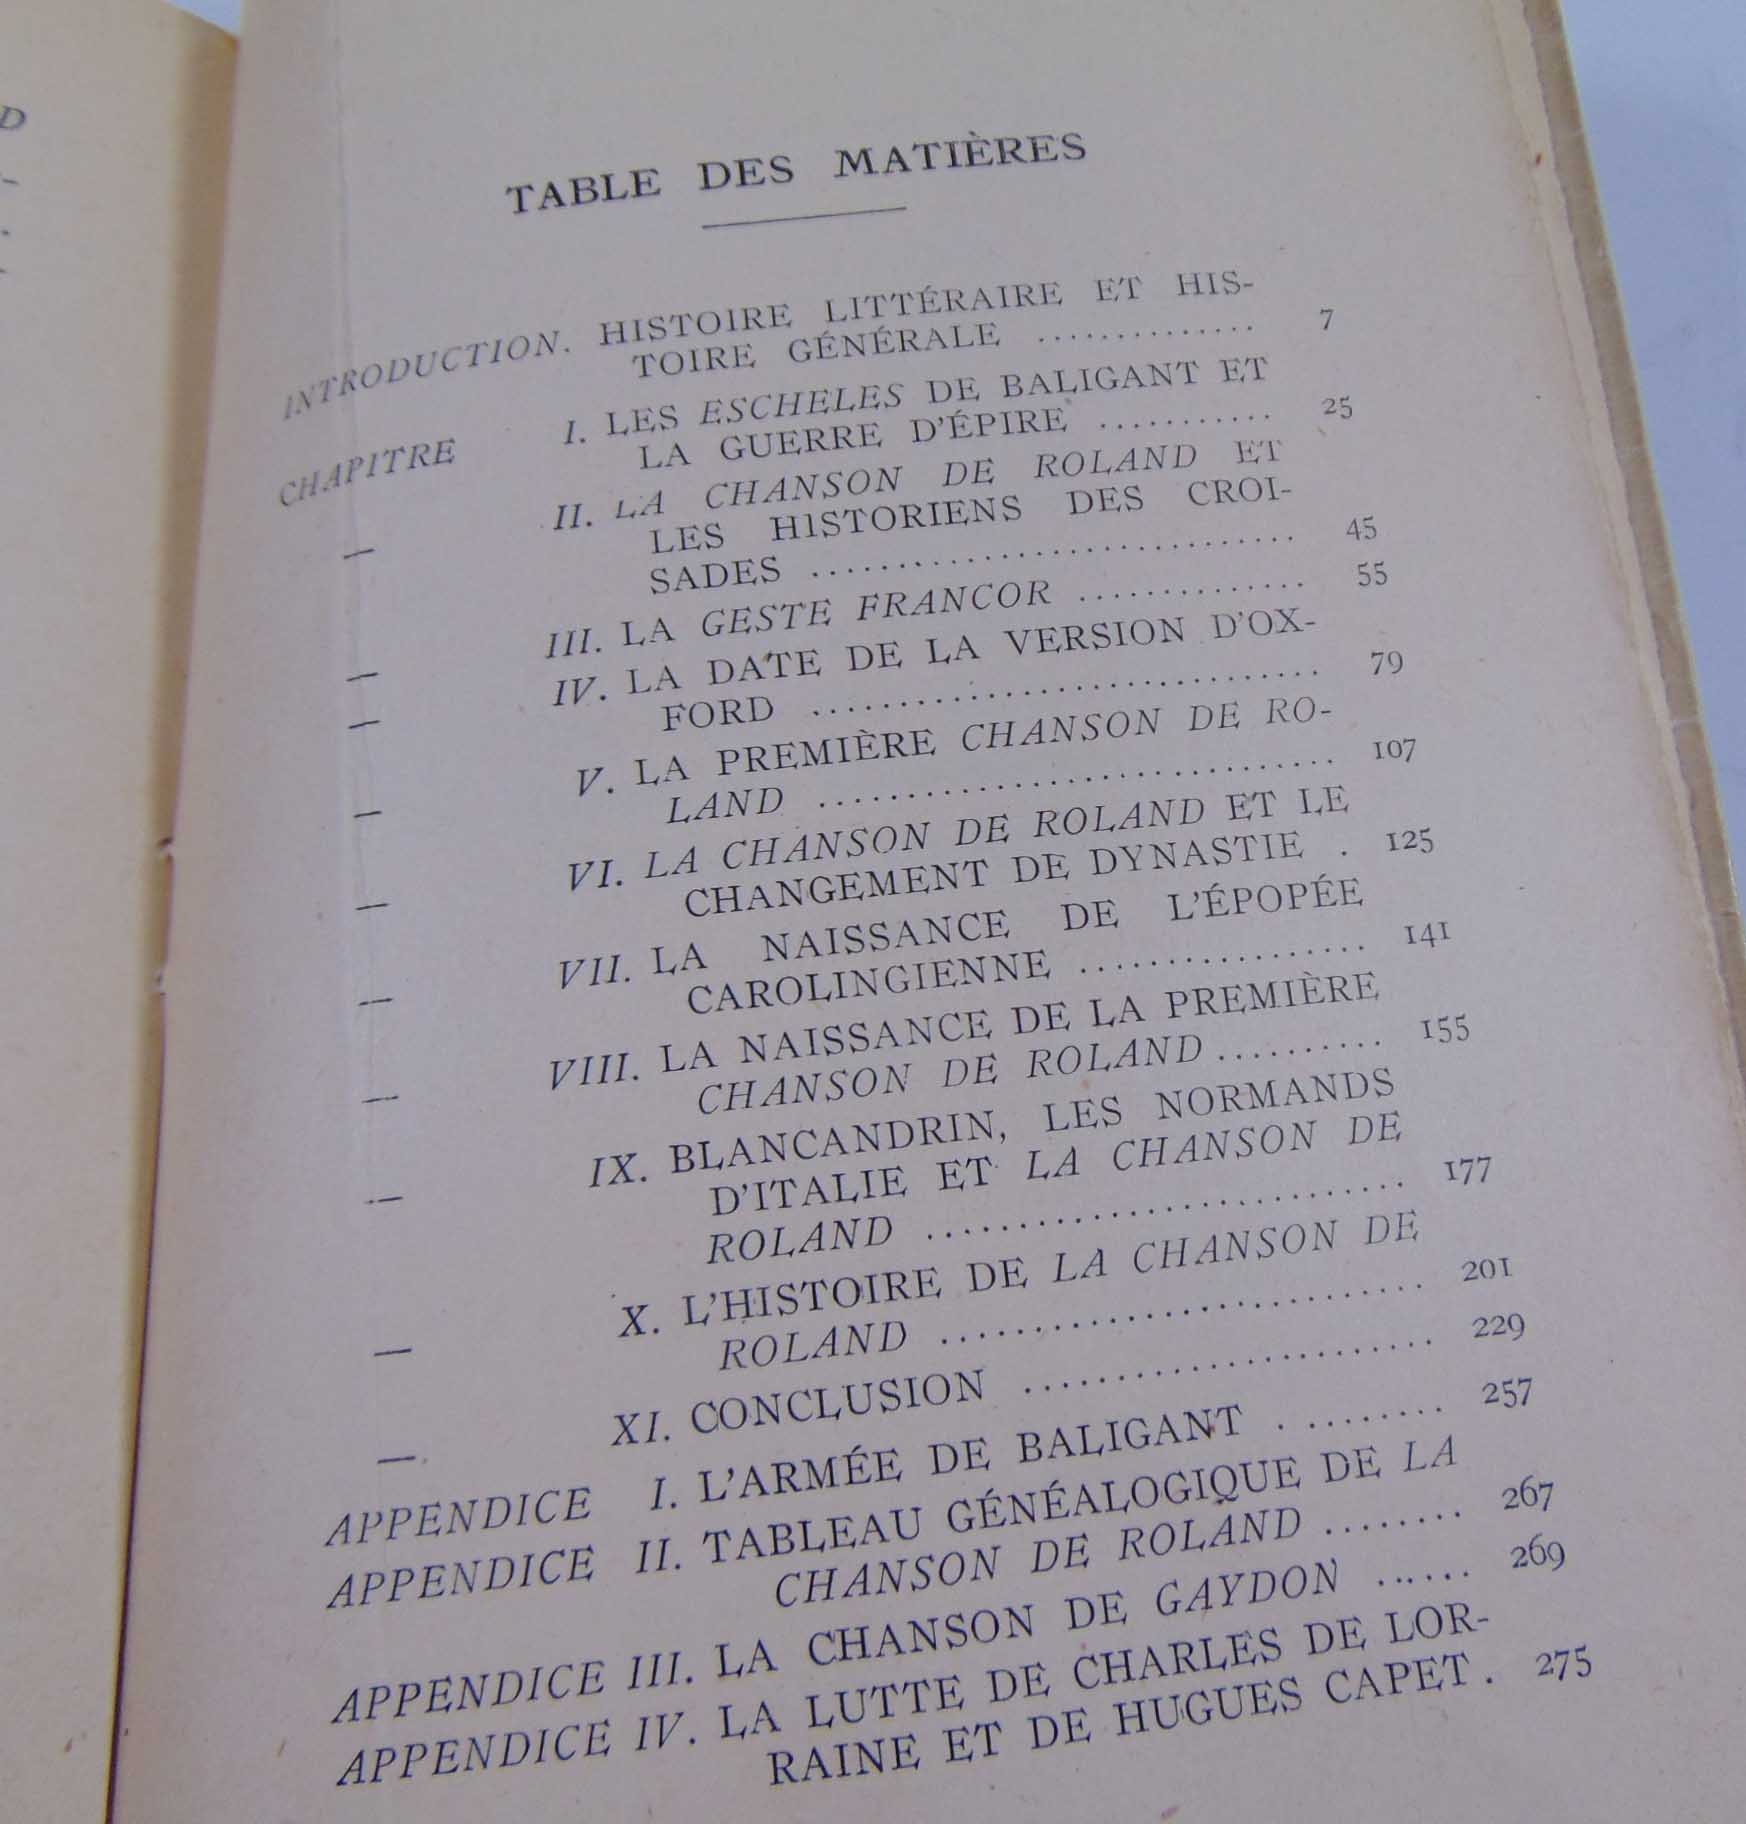 D
TABLE DES MATIÈRES
INTRODUCTION. HISTOIRE LITTÉRAIRE ET HIS-
TOIRE GÉNÉRALE ............. 7
CHAPITRE I. LES ESCHELES DE BALIGANT ET
LA GUERRE D'ÉPIRE ........... 25
— II. LA CHANSON DE ROLAND ET
LES HISTORIENS DES CROI-
SADES ............................. 45
— III. LA GESTE FRANCOR .............. 55
— IV. LA DATE DE LA VERSION D'OX-
FORD .............................. 79
— V. LA PREMIÈRE CHANSON DE RO-
LAND .............................. 107
— VI. LA CHANSON DE ROLAND ET LE
CHANGEMENT DE DYNASTIE . 125
— VII. LA NAISSANCE DE L'ÉPOPÉE
CAROLINGIENNE ................. 141
— VIII. LA NAISSANCE DE LA PREMIÈRE
CHANSON DE ROLAND .......... 155
— IX. BLANCANDRIN, LES NORMANDS
D'ITALIE ET LA CHANSON DE
ROLAND .......................... 177
— X. L'HISTOIRE DE LA CHANSON DE
ROLAND .......................... 201
— XI. CONCLUSION ...................... 229
APPENDICE I. L'ARMÉE DE BALIGANT ......... 257
APPENDICE II. TABLEAU GÉNÉALOGIQUE DE LA
CHANSON DE ROLAND ........ 267
APPENDICE III. LA CHANSON DE GAYDON ...... 269
APPENDICE IV. LA LUTTE DE CHARLES DE LOR-
RAINE ET DE HUGUES CAPET . 275